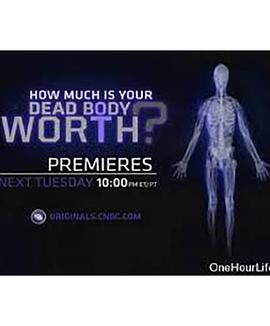 HOW MUCH IS YOUR
DEAD BODY
WORTH?
PREMIERES
NEXT TUESDAY 10:00 PM ET/PT
ORIGINALS.CNBC.COM
OneHourLife